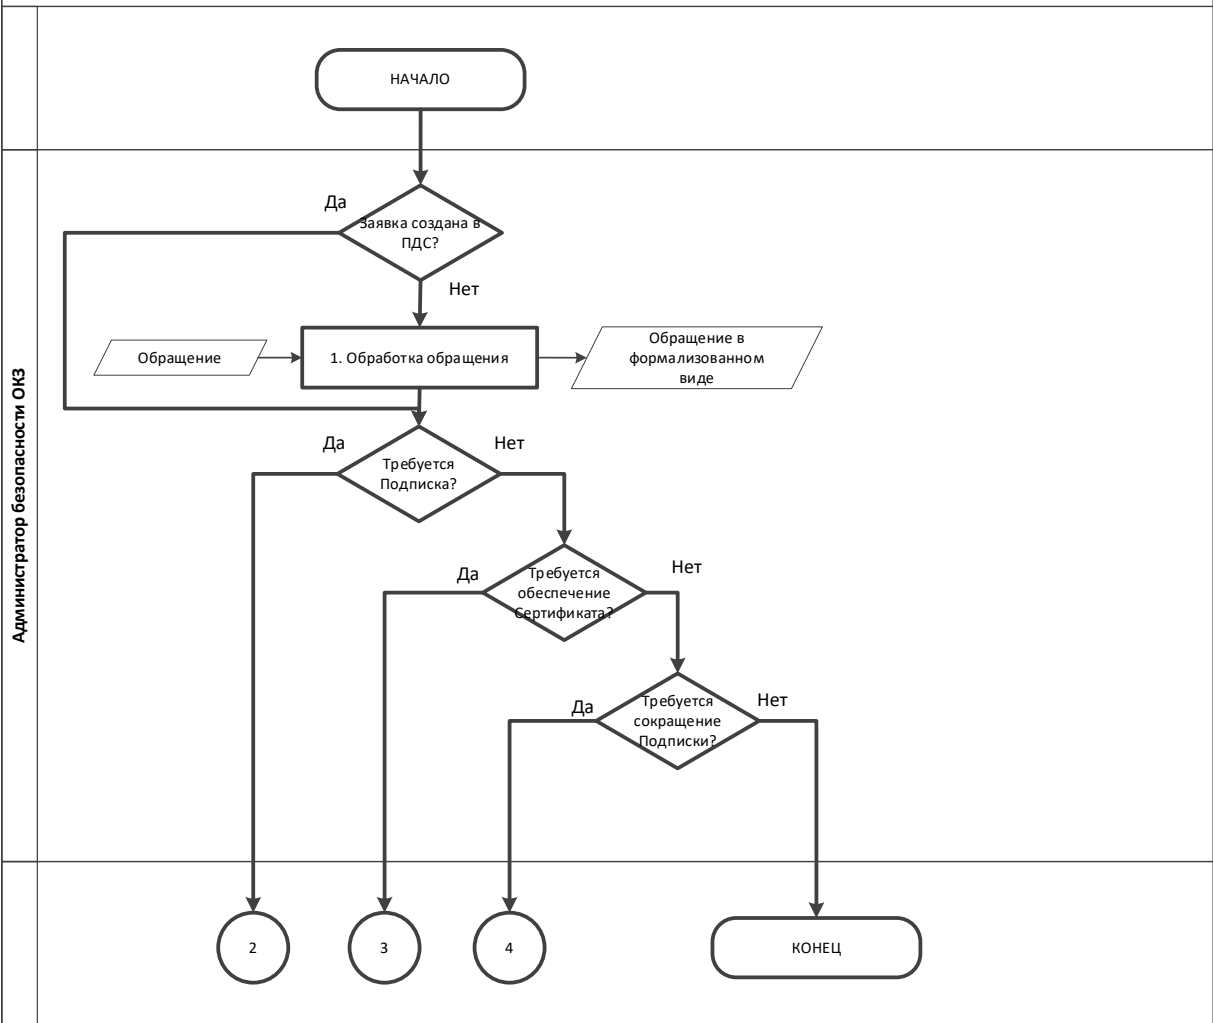 НАЧАЛО
Да
Заявка создана в
ПДС?
Нет
Обращение
1. Обработка обращения
Обращение в
формализованном
виде
Администратор безопасности ОКЗ
Да
Нет
Требуется
Подписка?
Да
Нет
Требуется
обеспечение
Сертификата?
Да
Нет
Требуется
сокращение
Подписки?
2
3
4
КОНЕЦ